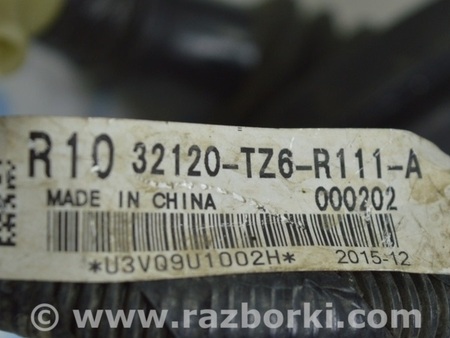 R10 32120-TZ6-R111-A
MADE IN CHINA 000202
*U3VQ9U1002H* 2015-12
© www.razborki.com